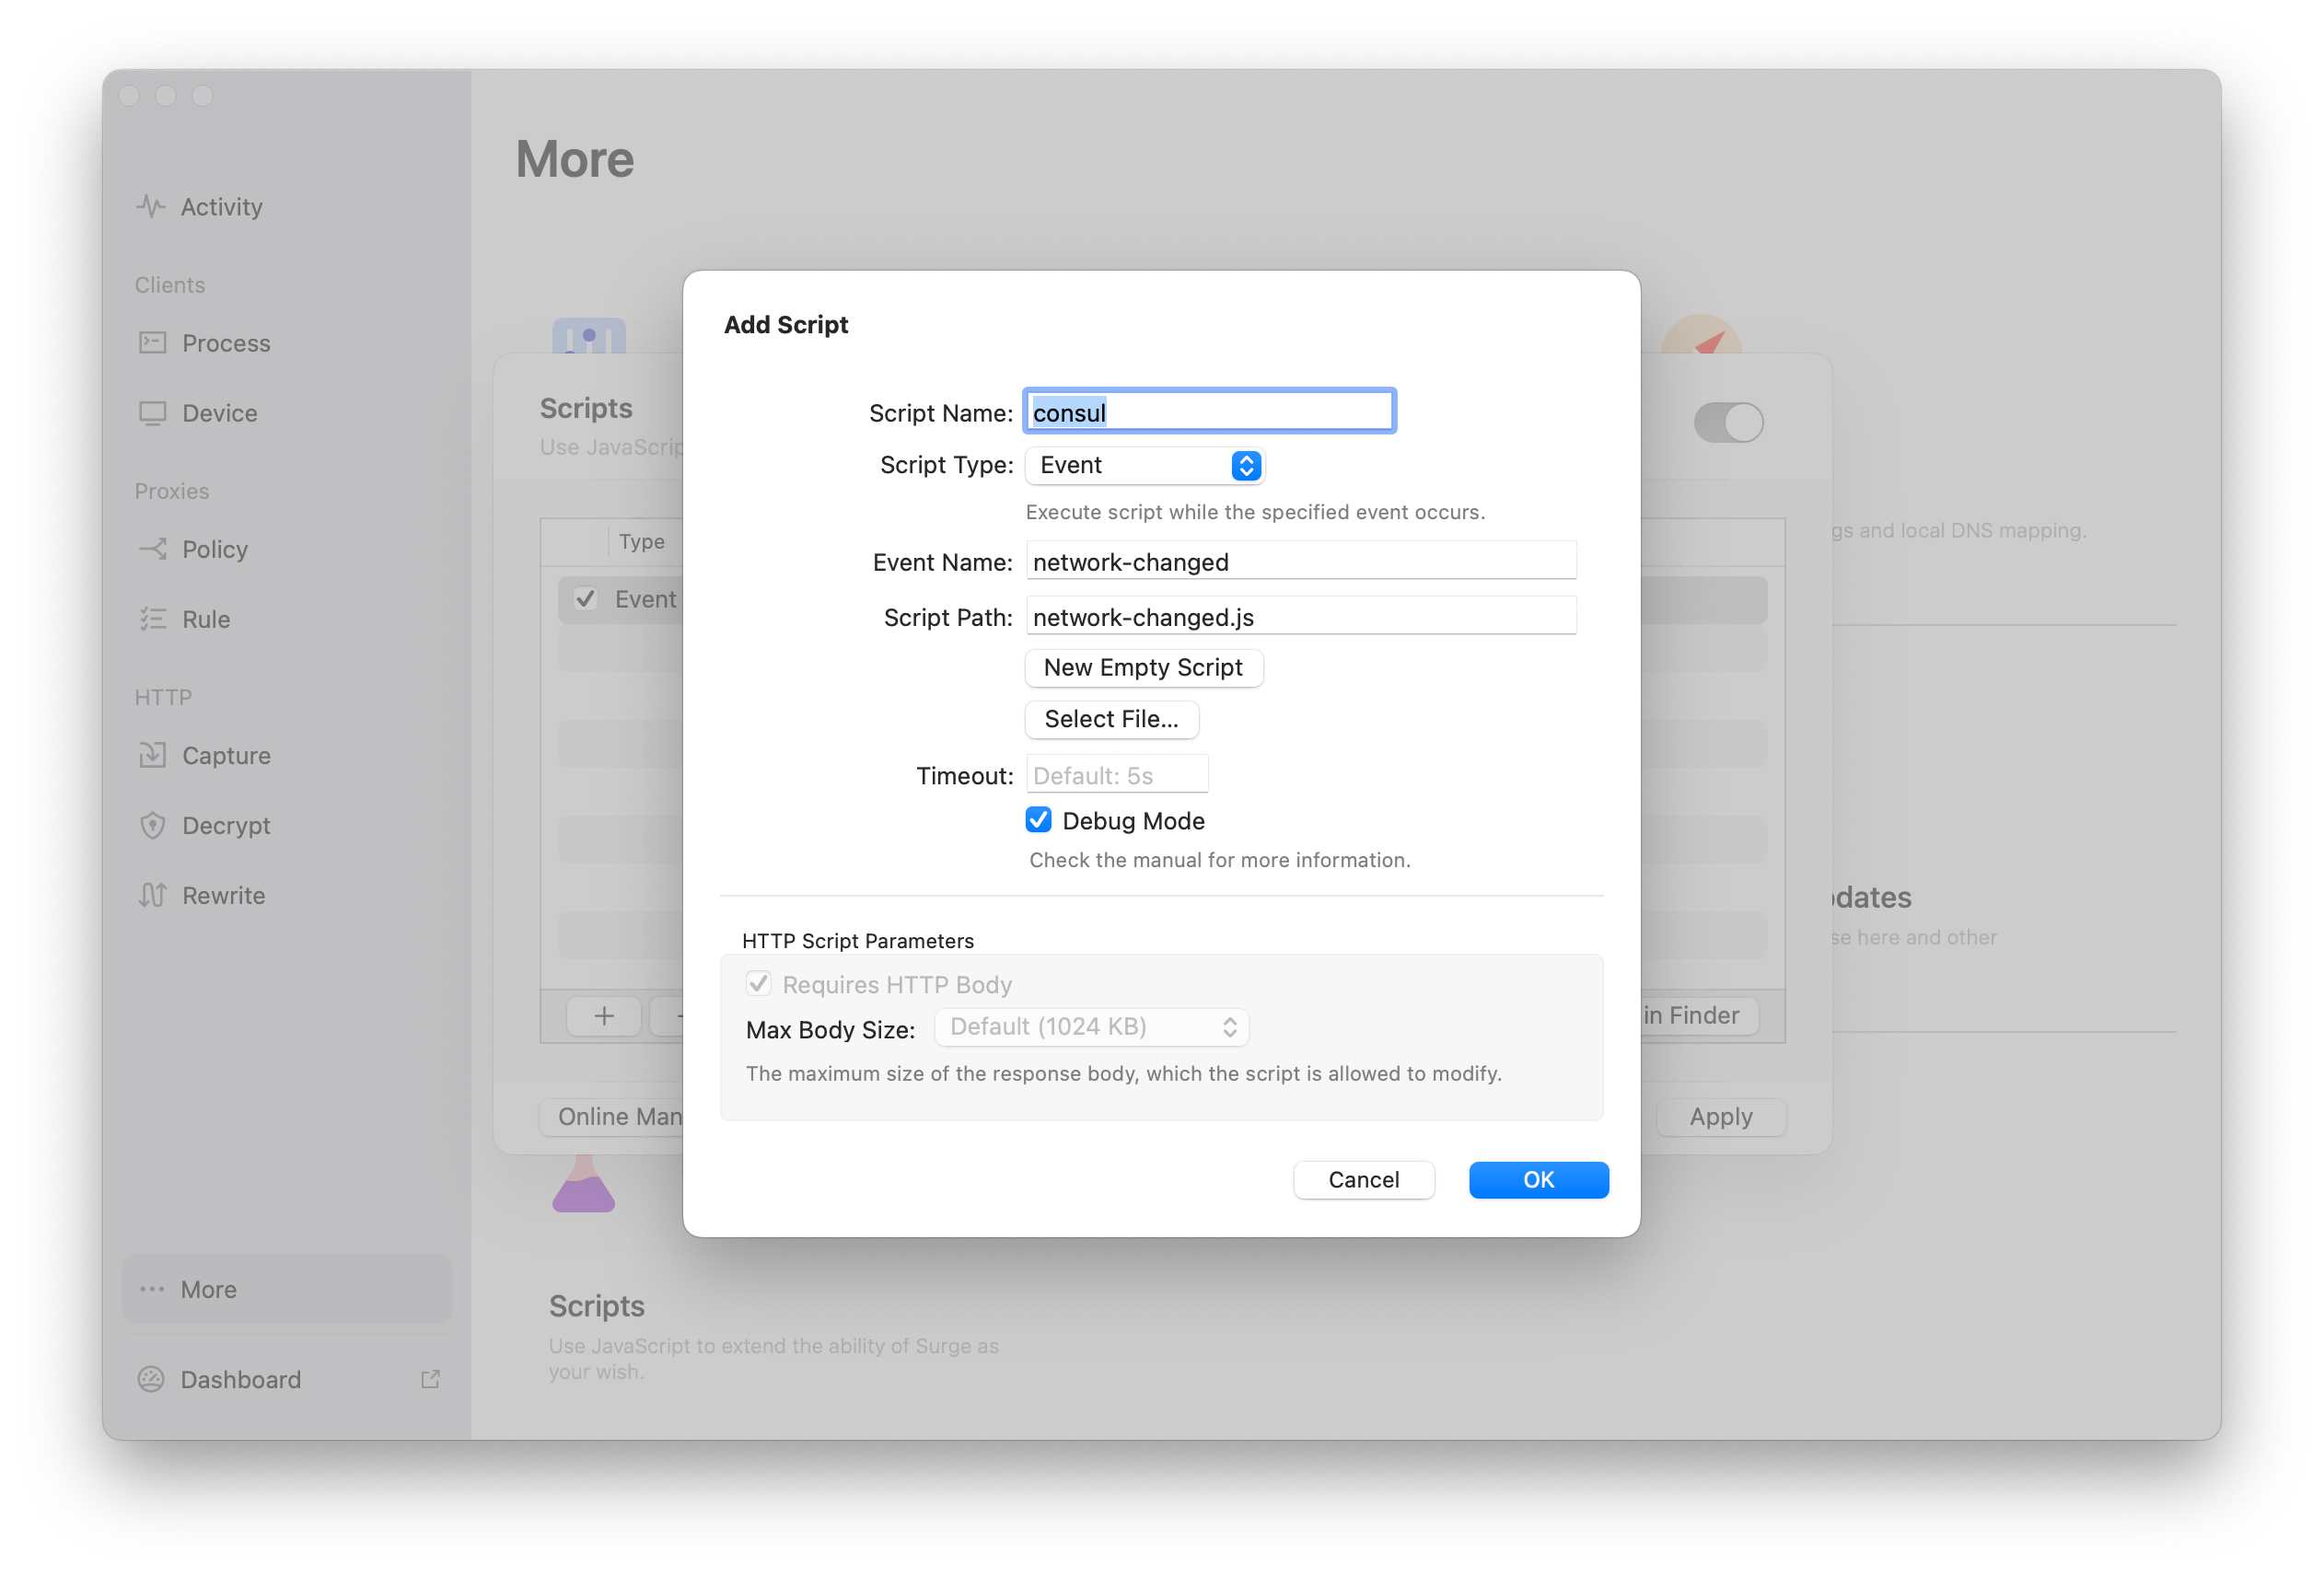 More
Activity
Clients
Process
Device
Proxies
Policy
Rule
HTTP
Capture
Decrypt
Rewrite
More
Dashboard
Scripts
Use JavaScrip
Type
Event
+
Online Man
gs and local DNS mapping.
dates
se here and other
in Finder
Apply
Scripts
Use JavaScript to extend the ability of Surge as
your wish.
Add Script
Script Name: consul
Script Type: Event
Execute script while the specified event occurs.
Event Name: network-changed
Script Path: network-changed.js
New Empty Script
Select File...
Timeout: Default: 5s
Debug Mode
Check the manual for more information.
HTTP Script Parameters
Requires HTTP Body
Max Body Size: Default (1024 KB)
The maximum size of the response body, which the script is allowed to modify.
Cancel
OK